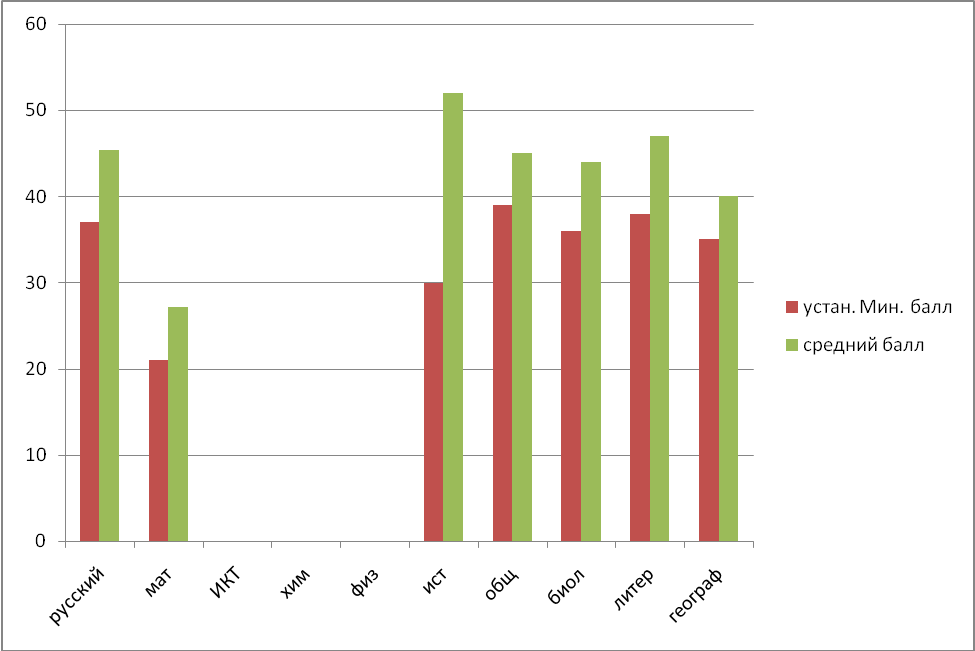 60
50
40
30
20
10
0
русский
мат
ИКТ
хим
физ
ист
общ
биол
литер
географ
устан. Мин. балл
средний балл